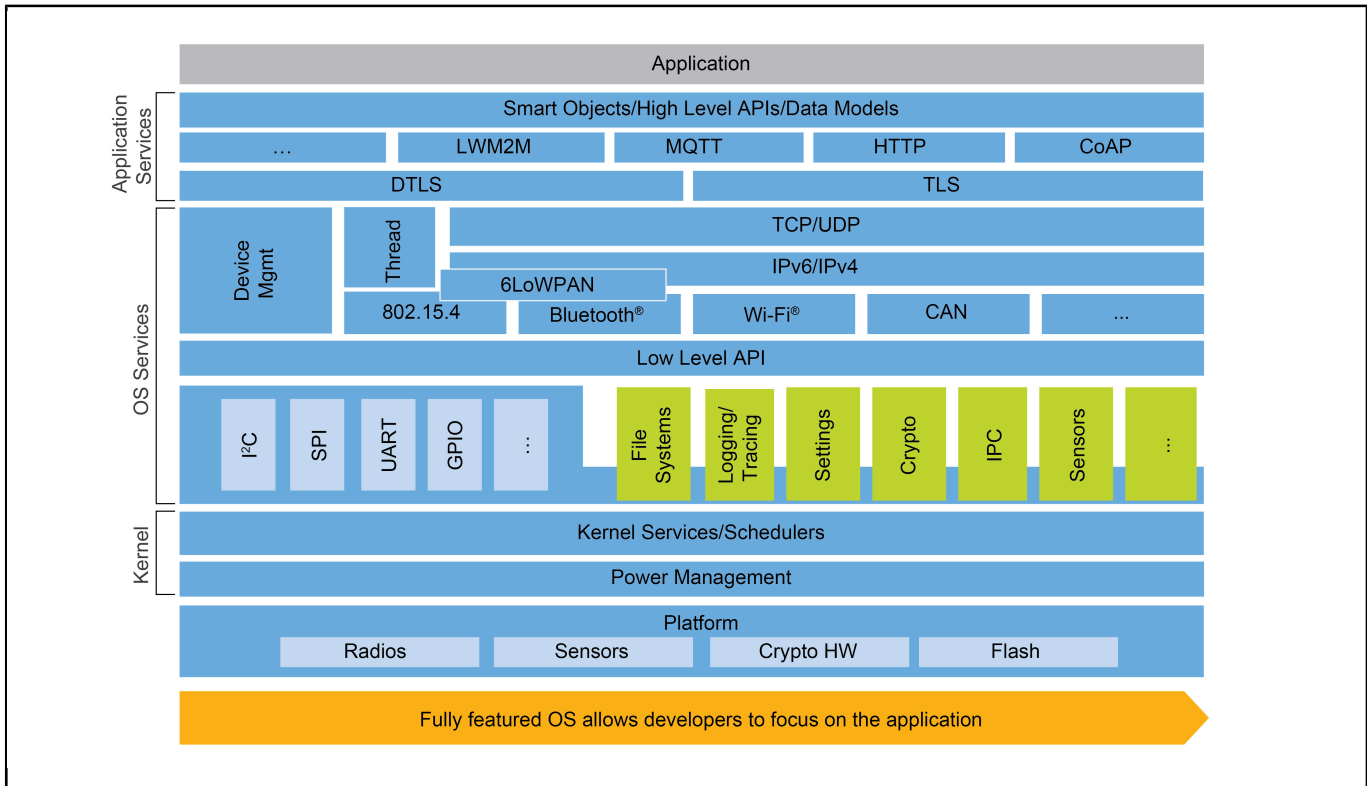 Application
Application
Services
Smart Objects/High Level APIs/Data Models
…
LWM2M
MQTT
HTTP
CoAP
DTLS
TLS
OS Services
Device
Mgmt
Thread
TCP/UDP
IPv6/IPv4
6LoWPAN
802.15.4
Bluetooth®
Wi-Fi®
CAN
...
Low Level API
I²C
SPI
UART
GPIO
…
File
Systems
Logging/
Tracing
Settings
Crypto
IPC
Sensors
...
Kernel
Kernel Services/Schedulers
Power Management
Platform
Radios
Sensors
Crypto HW
Flash
Fully featured OS allows developers to focus on the application